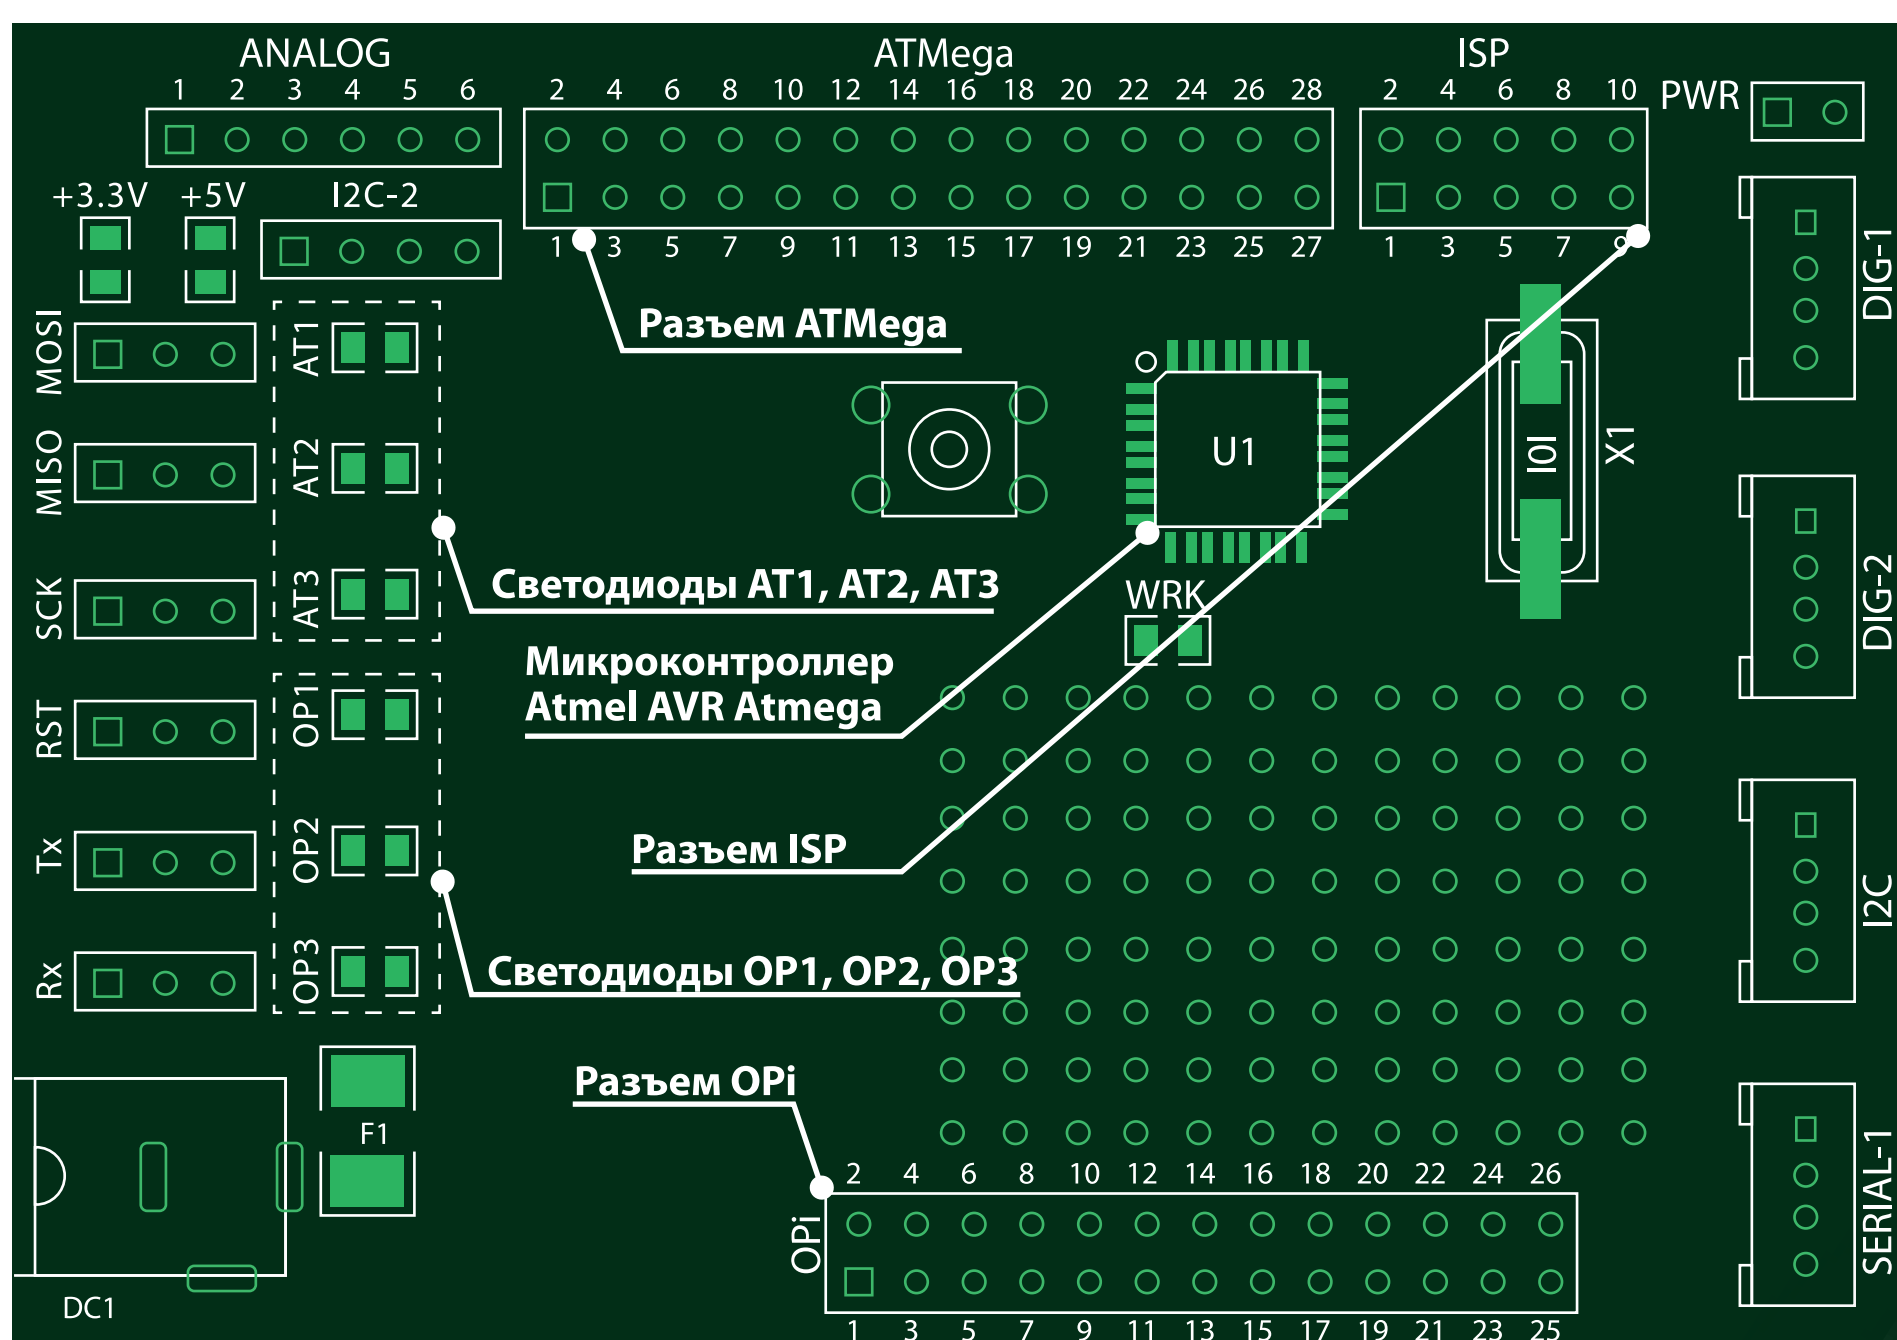 ANALOG
ATMega
ISP
1 2 3 4 5 6
2 4 6 8 10 12 14 16 18 20 22 24 26 28
2 4 6 8 10
PWR
+3.3V
+5V
I2C-2
1 3 5 7 9 11 13 15 17 19 21 23 25 27
1 3 5 7 9
DIG-1
Разъем ATMega
MOSI
AT1
MISO
AT2
U1
IOI
X1
SCK
AT3
Светодиоды AT1, AT2, AT3
WRK
DIG-2
Микроконтроллер
Atmel AVR Atmega
RST
OP1
Tx
OP2
Разъем ISP
I2C
Rx
OP3
Светодиоды OP1, OP2, OP3
Разъем OPi
F1
SERIAL-1
2 4 6 8 10 12 14 16 18 20 22 24 26
OPi
DC1
1 3 5 7 9 11 13 15 17 19 21 23 25